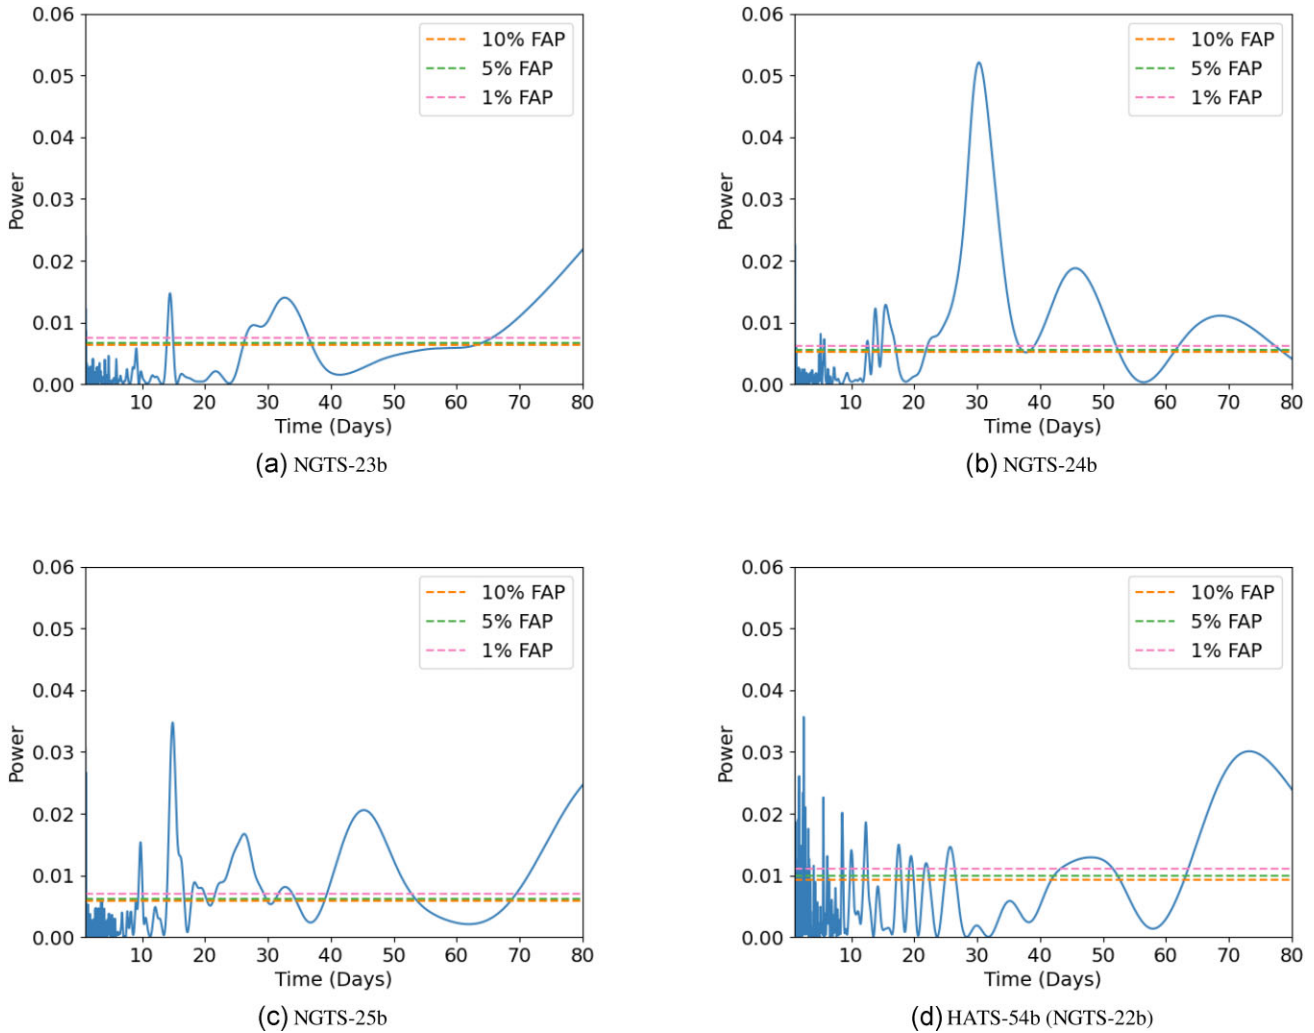 0.06
0.05
0.04
0.03
0.02
0.01
0.00
Power
10% FAP
5% FAP
1% FAP
10 20 30 40 50 60 70 80
Time (Days)
(a) NGTS-23b
0.06
0.05
0.04
0.03
0.02
0.01
0.00
Power
10% FAP
5% FAP
1% FAP
10 20 30 40 50 60 70 80
Time (Days)
(b) NGTS-24b
0.06
0.05
0.04
0.03
0.02
0.01
0.00
Power
10% FAP
5% FAP
1% FAP
10 20 30 40 50 60 70 80
Time (Days)
(c) NGTS-25b
0.06
0.05
0.04
0.03
0.02
0.01
0.00
Power
10% FAP
5% FAP
1% FAP
10 20 30 40 50 60 70 80
Time (Days)
(d) HATS-54b (NGTS-22b)